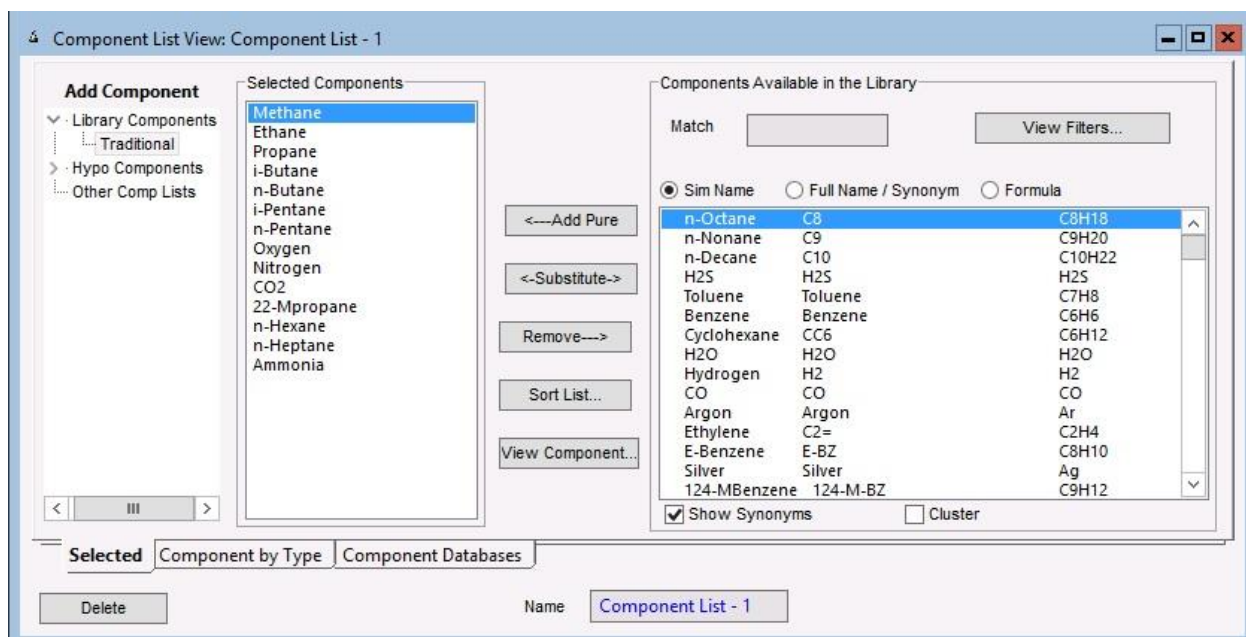 Component List View: Component List - 1
Add Component
Library Components
Traditional
Hypo Components
Other Comp Lists
Selected Components
Methane
Ethane
Propane
i-Butane
n-Butane
i-Pentane
n-Pentane
Oxygen
Nitrogen
CO2
22-Mpropane
n-Hexane
n-Heptane
Ammonia
<---Add Pure
<-Substitute->
Remove--->
Sort List...
View Component...
Components Available in the Library
Match
View Filters...
Sim Name Full Name / Synonym Formula
n-Octane C8 C8H18
n-Nonane C9 C9H20
n-Decane C10 C10H22
H2S H2S H2S
Toluene Toluene C7H8
Benzene Benzene C6H6
Cyclohexane CC6 C6H12
H2O H2O H2O
Hydrogen H2 H2
CO CO CO
Argon Argon Ar
Ethylene C2= C2H4
E-Benzene E-BZ C8H10
Silver Silver Ag
124-MBenzene 124-M-BZ C9H12
Show Synonyms Cluster
Selected Component by Type Component Databases
Delete Name Component List - 1